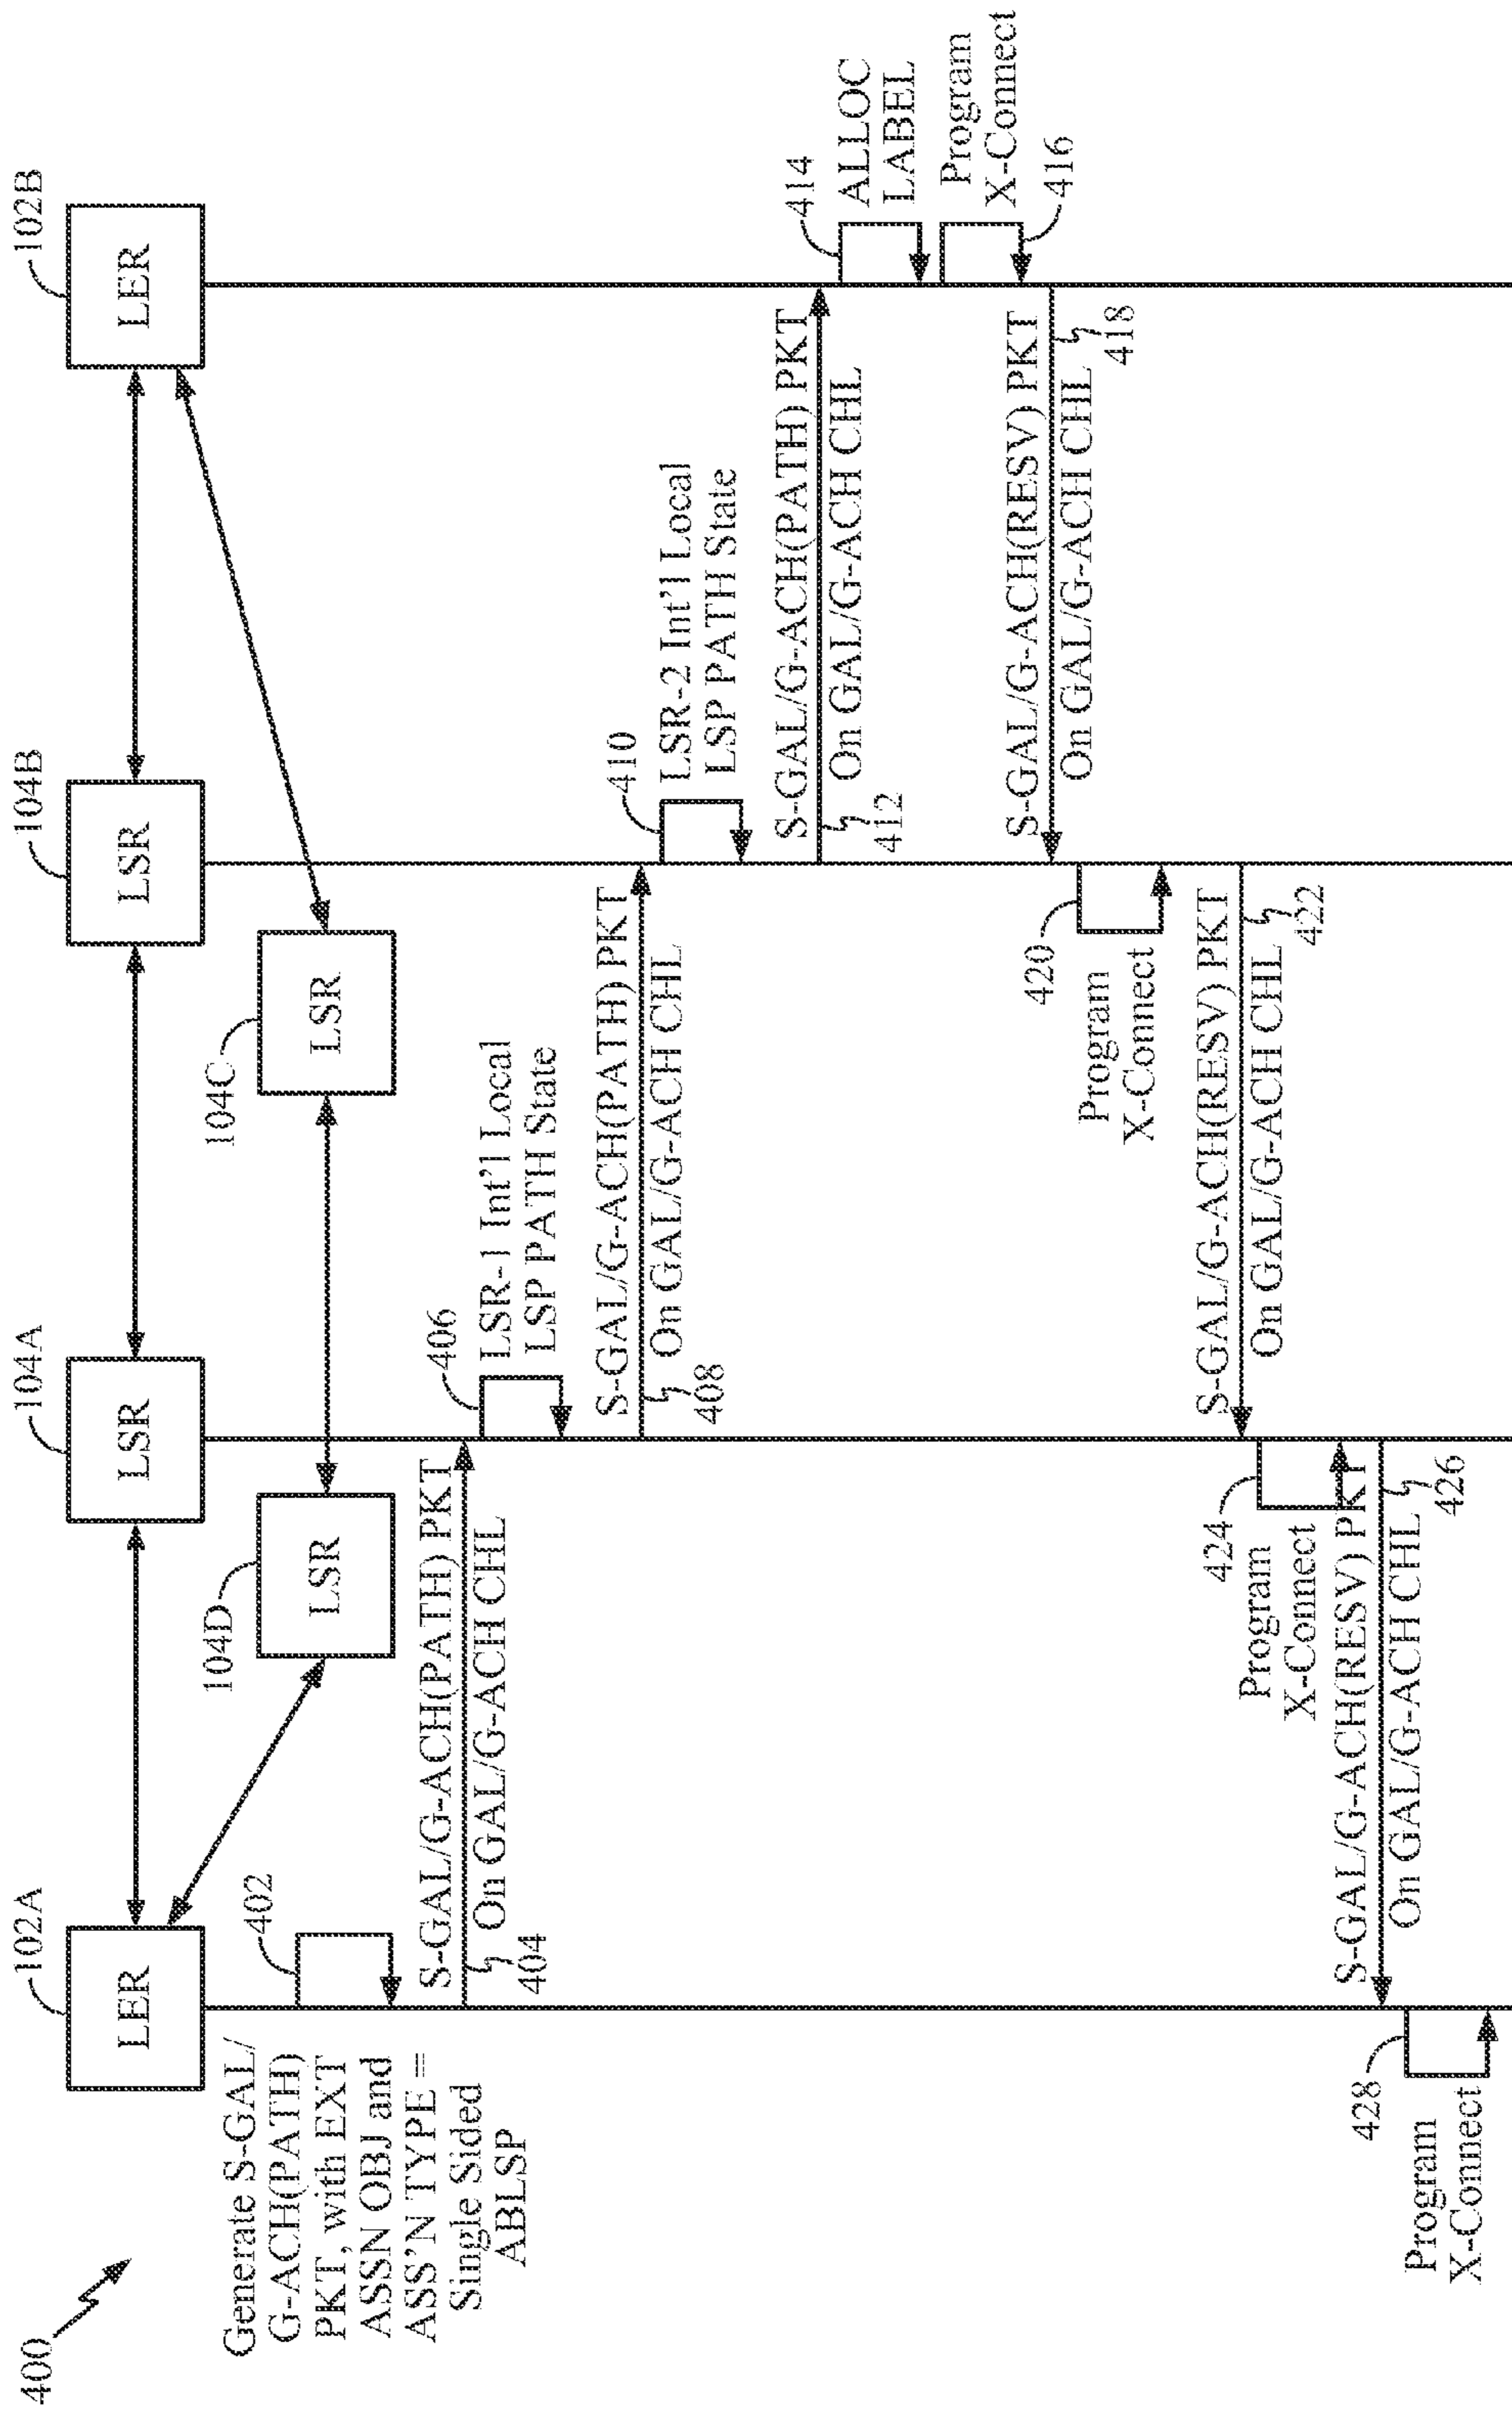 400
102A
LER
104A
LSR
104B
LSR
102B
LER
104D
LSR
104C
LSR
Generate S-GAL/
G-ACH(PATH)
PKT, with EXT
ASSN OBJ and
ASS'N TYPE =
Single Sided
ABLSP
402
S-GAL/G-ACH(PATH) PKT
On GAL/G-ACH CHL
404
406
LSR-1 Int'l Local
LSP PATH State
S-GAL/G-ACH(PATH) PKT
On GAL/G-ACH CHL
408
410
LSR-2 Int'l Local
LSP PATH State
S-GAL/G-ACH(PATH) PKT
On GAL/G-ACH CHL
412
414
ALLOC
LABEL
Program
X-Connect
416
S-GAL/G-ACH(RESV) PKT
On GAL/G-ACH CHL
418
420
Program
X-Connect
S-GAL/G-ACH(RESV) PKT
On GAL/G-ACH CHL
422
424
Program
X-Connect
S-GAL/G-ACH(RESV) PKT
On GAL/G-ACH CHL
426
428
Program
X-Connect